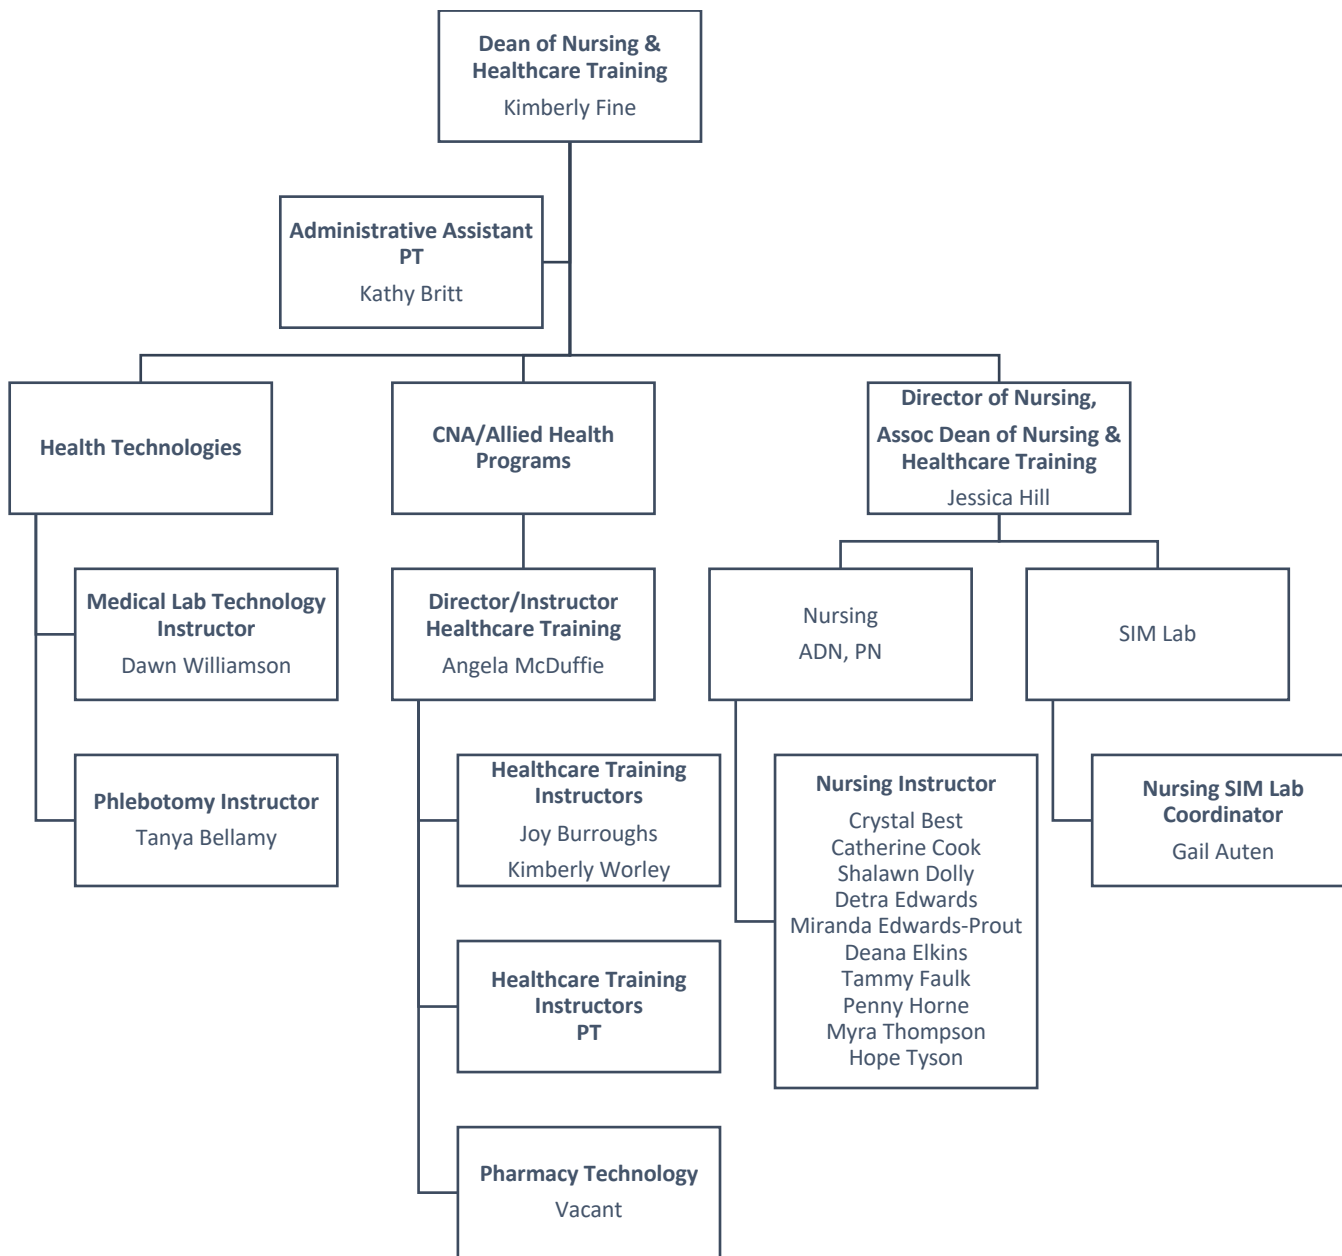 Dean of Nursing &
Healthcare Training
Kimberly Fine
Administrative Assistant
PT
Kathy Britt
Health Technologies
CNA/Allied Health
Programs
Director of Nursing,
Assoc Dean of Nursing &
Healthcare Training
Jessica Hill
Medical Lab Technology
Instructor
Dawn Williamson
Director/Instructor
Healthcare Training
Angela McDuffie
Nursing
ADN, PN
SIM Lab
Phlebotomy Instructor
Tanya Bellamy
Healthcare Training
Instructors
Joy Burroughs
Kimberly Worley
Nursing Instructor
Crystal Best
Catherine Cook
Shalawn Dolly
Detra Edwards
Miranda Edwards-Prout
Deana Elkins
Tammy Faulk
Penny Horne
Myra Thompson
Hope Tyson
Nursing SIM Lab
Coordinator
Gail Auten
Healthcare Training
Instructors
PT
Pharmacy Technology
Vacant